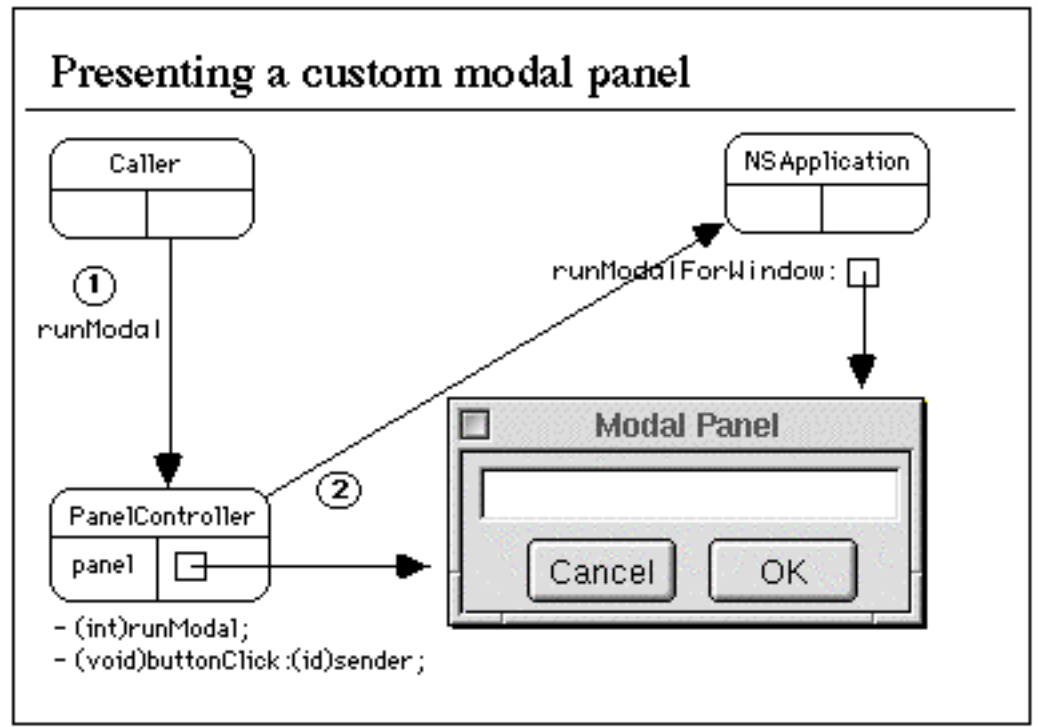 Presenting a custom modal panel
Caller
NSApplication
1
runModal
runModalForWindow:
Modal Panel
2
PanelController
panel
Cancel
OK
- (int)runModal;
- (void)buttonClick:(id)sender;